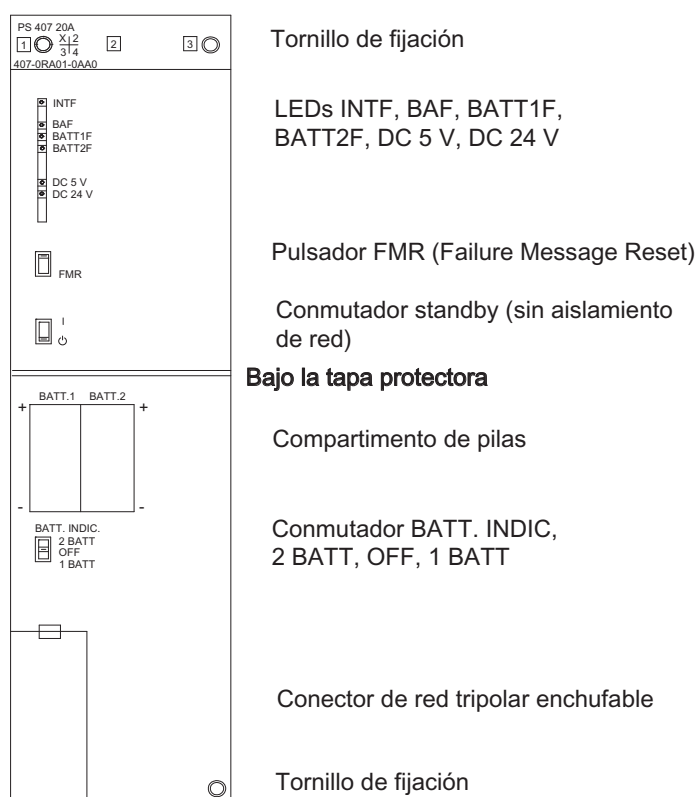 PS 407 20A
1 X 2 3 4 2 3
407-0RA01-0AA0
Tornillo de fijación
INTF
BAF
BATT1F
BATT2F
DC 5 V
DC 24 V
LEDs INTF, BAF, BATT1F,
BATT2F, DC 5 V, DC 24 V
FMR
Pulsador FMR (Failure Message Reset)
I
Conmutador standby (sin aislamiento
de red)
Bajo la tapa protectora
BATT.1 BATT.2
+ +
- -
Compartimento de pilas
BATT. INDIC.
2 BATT
OFF
1 BATT
Conmutador BATT. INDIC,
2 BATT, OFF, 1 BATT
Conector de red tripolar enchufable
Tornillo de fijación